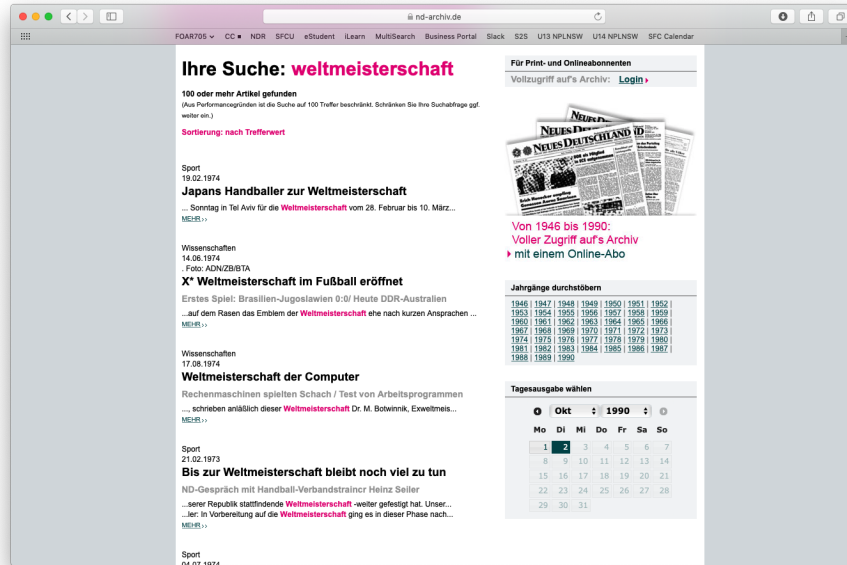 nd-archiv.de
FOAR705 CC NDR SFCU eStudent iLearn MultiSearch Business Portal Slack S2S U13 NPLNSW U14 NPLNSW SFC Calendar
Ihre Suche: weltmeisterschaft
100 oder mehr Artikel gefunden
(Aus Performancegründen ist die Suche auf 100 Treffer beschränkt. Schränken Sie Ihre Suchabfrage ggf.
weiter ein.)
Sortierung: nach Trefferwert
Sport
19.02.1974
Japans Handballer zur Weltmeisterschaft
... Sonntag in Tel Aviv für die Weltmeisterschaft vom 28. Februar bis 10. März...
MEHR ››
Wissenschaften
14.06.1974
. Foto: ADN/ZB/BTA
X* Weltmeisterschaft im Fußball eröffnet
Erstes Spiel: Brasilien-Jugoslawien 0:0/ Heute DDR-Australien
...auf dem Rasen das Emblem der Weltmeisterschaft ehe nach kurzen Ansprachen ...
MEHR ››
Wissenschaften
17.08.1974
Weltmeisterschaft der Computer
Rechenmaschinen spielten Schach / Test von Arbeitsprogrammen
..., schrieben anläßlich dieser Weltmeisterschaft Dr. M. Botwinnik, Exweltmeis...
MEHR ››
Sport
21.02.1973
Bis zur Weltmeisterschaft bleibt noch viel zu tun
ND-Gespräch mit Handball-Verbandstraincr Heinz Seiler
...serer Republik stattfindende Weltmeisterschaft -weiter gefestigt hat. Unser...
...ler: In Vorbereitung auf die Weltmeisterschaft ging es in dieser Phase nach...
MEHR ››
Sport
04.07.1974
Für Print- und Onlineabonnenten
Vollzugriff auf's Archiv: Login
NEUES DEUTSCHLAND
Von 1946 bis 1990:
Voller Zugriff auf's Archiv
mit einem Online-Abo
Jahrgänge durchstöbern
1946 | 1947 | 1948 | 1949 | 1950 | 1951 | 1952 |
1953 | 1954 | 1955 | 1956 | 1957 | 1958 | 1959 |
1960 | 1961 | 1962 | 1963 | 1964 | 1965 | 1966 |
1967 | 1968 | 1969 | 1970 | 1971 | 1972 | 1973 |
1974 | 1975 | 1976 | 1977 | 1978 | 1979 | 1980 |
1981 | 1982 | 1983 | 1984 | 1985 | 1986 | 1987 |
1988 | 1989 | 1990
Tagesausgabe wählen
Okt 1990
Mo Di Mi Do Fr Sa So
1 2 3 4 5 6 7
8 9 10 11 12 13 14
15 16 17 18 19 20 21
22 23 24 25 26 27 28
29 30 31